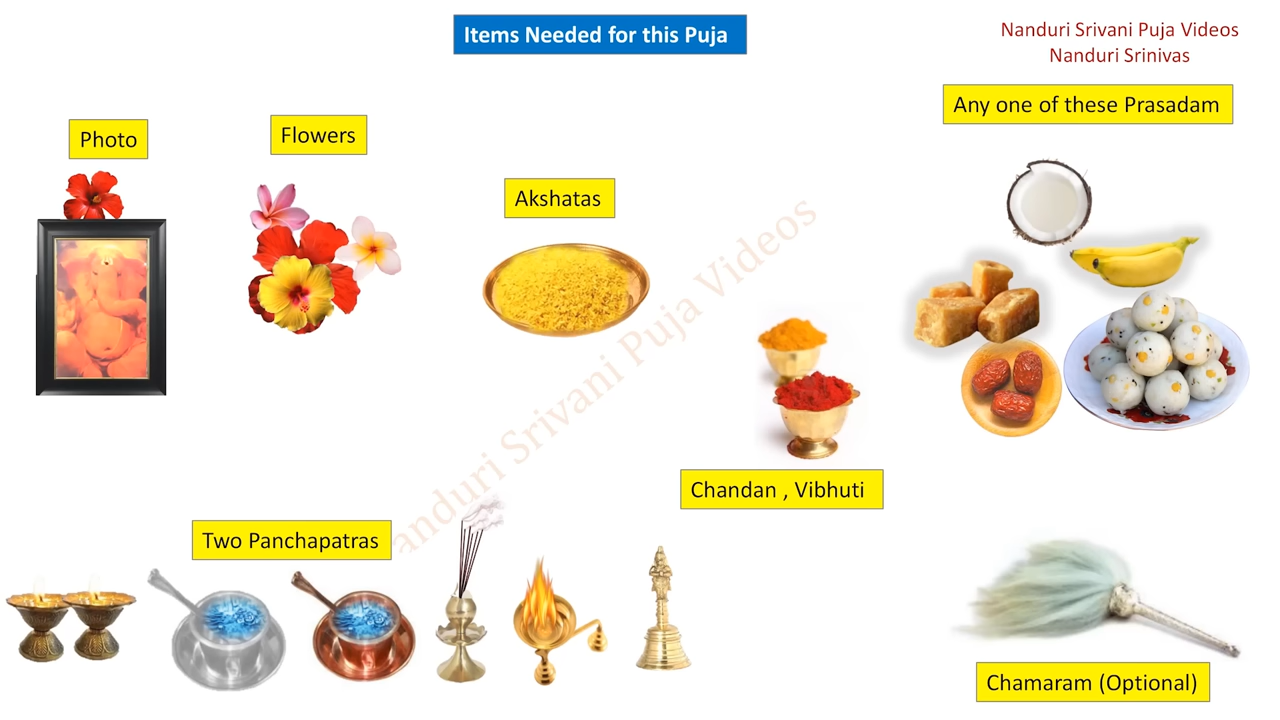 Items Needed for this Puja
Nanduri Srivani Puja Videos
Nanduri Srinivas
Any one of these Prasadam
Photo
Flowers
Akshatas
Chandan , Vibhuti
Two Panchapatras
Chamaram (Optional)
anduri Srivani Puja Videos